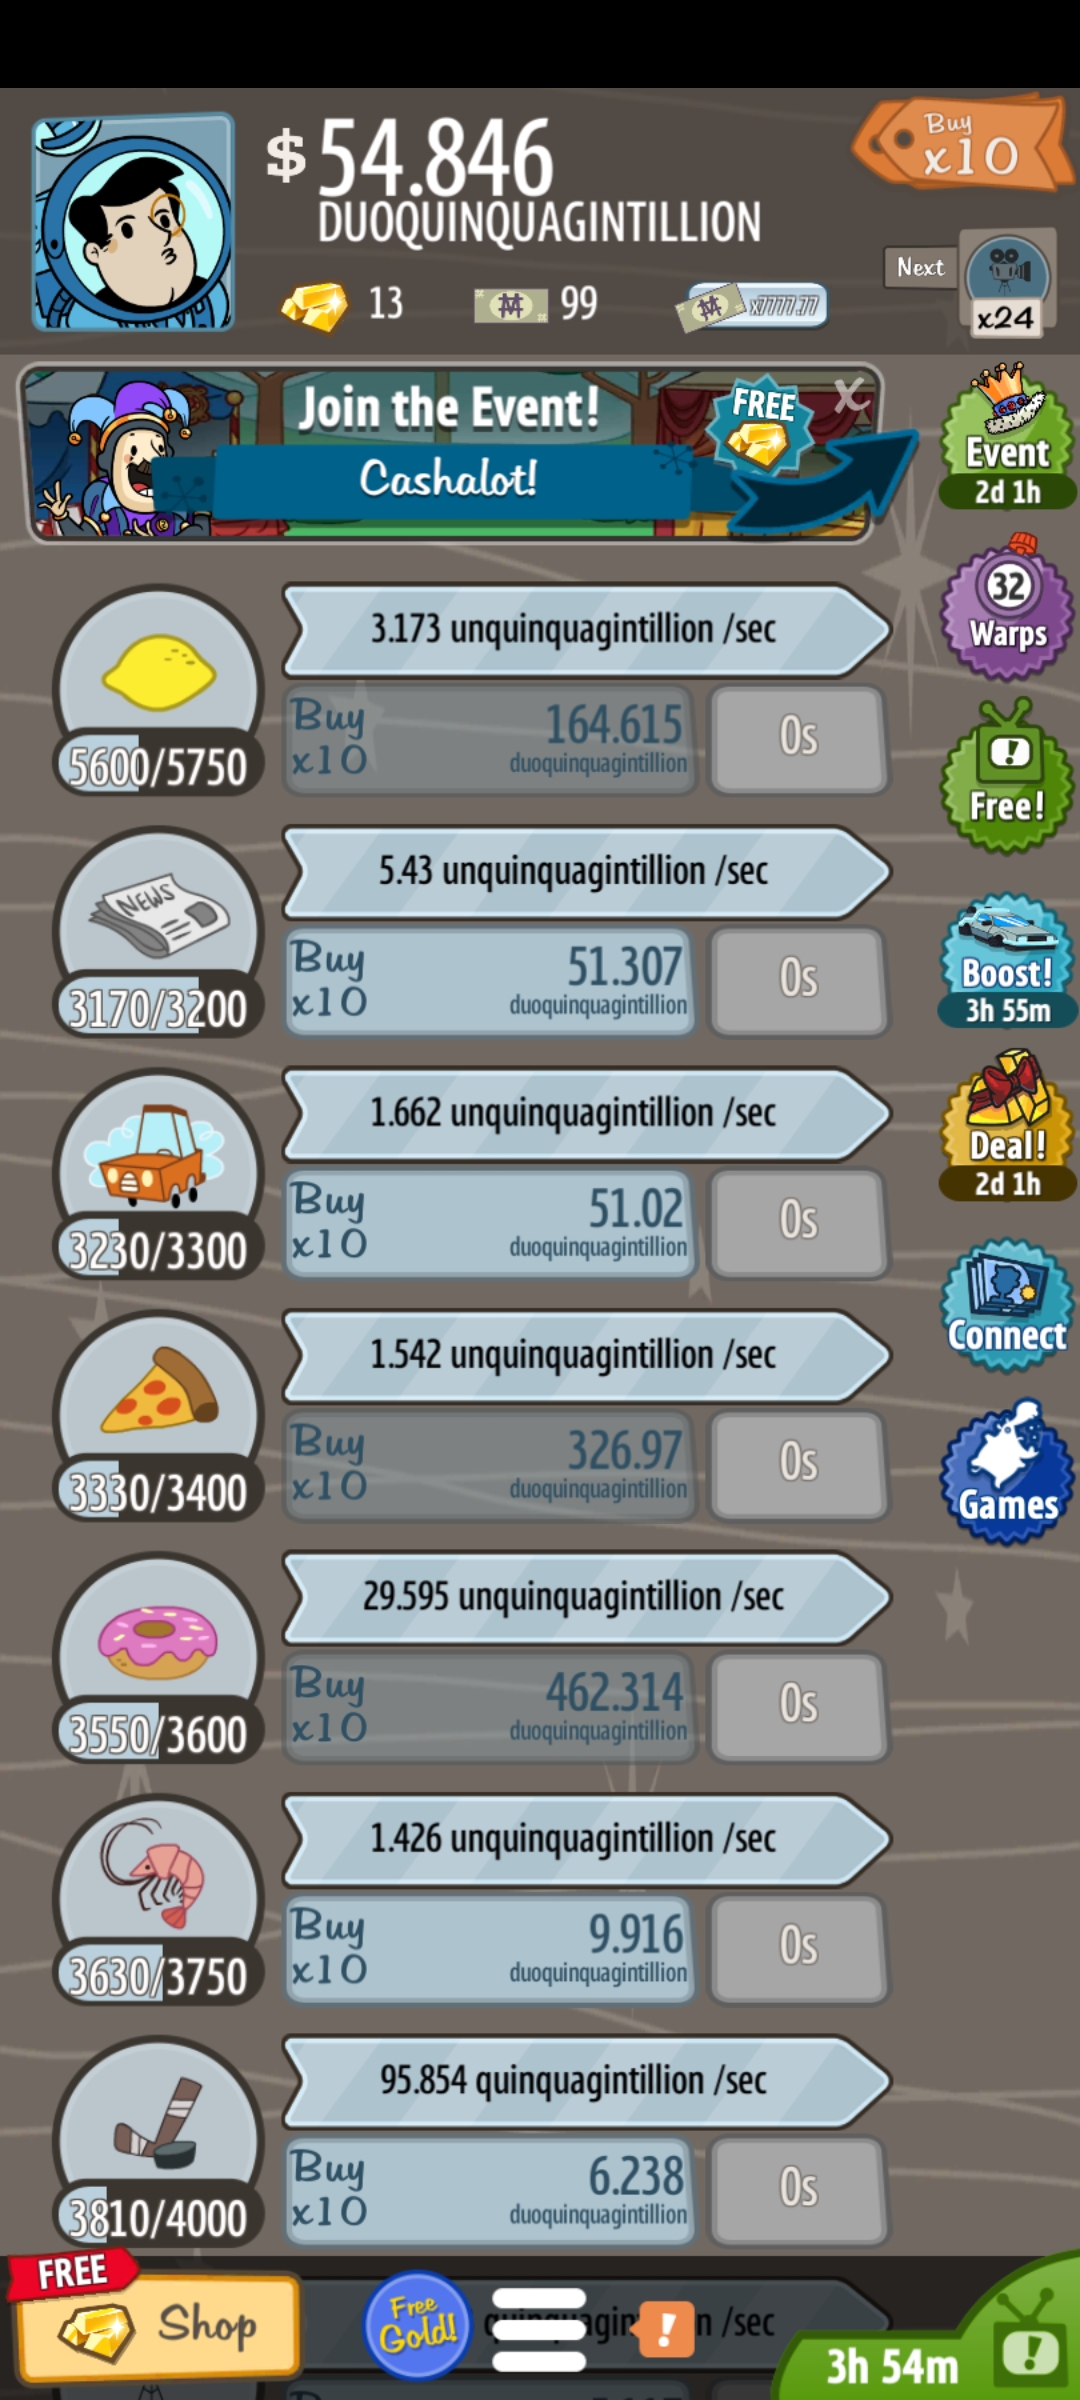 $54.846
DUOQUINQUAGINTILLION
Buy
x10
13
99
x7777.77
Next
x24
Join the Event!
Cashalot!
FREE
X
Event
2d 1h
3.173 unquinquagintillion /sec
5600/5750
Buy
x10
164.615
duoquinquagintillion
0s
32
Warps
Free!
5.43 unquinquagintillion /sec
NEWS
3170/3200
Buy
x10
51.307
duoquinquagintillion
0s
Boost!
3h 55m
1.662 unquinquagintillion /sec
3230/3300
Buy
x10
51.02
duoquinquagintillion
0s
Deal!
2d 1h
1.542 unquinquagintillion /sec
3330/3400
Buy
x10
326.97
duoquinquagintillion
0s
Connect
Games
29.595 unquinquagintillion /sec
3550/3600
Buy
x10
462.314
duoquinquagintillion
0s
1.426 unquinquagintillion /sec
3630/3750
Buy
x10
9.916
duoquinquagintillion
0s
95.854 quinquagintillion /sec
3810/4000
Buy
x10
6.238
duoquinquagintillion
0s
FREE
Shop
Free
Gold!
!
/sec
3h 54m
!